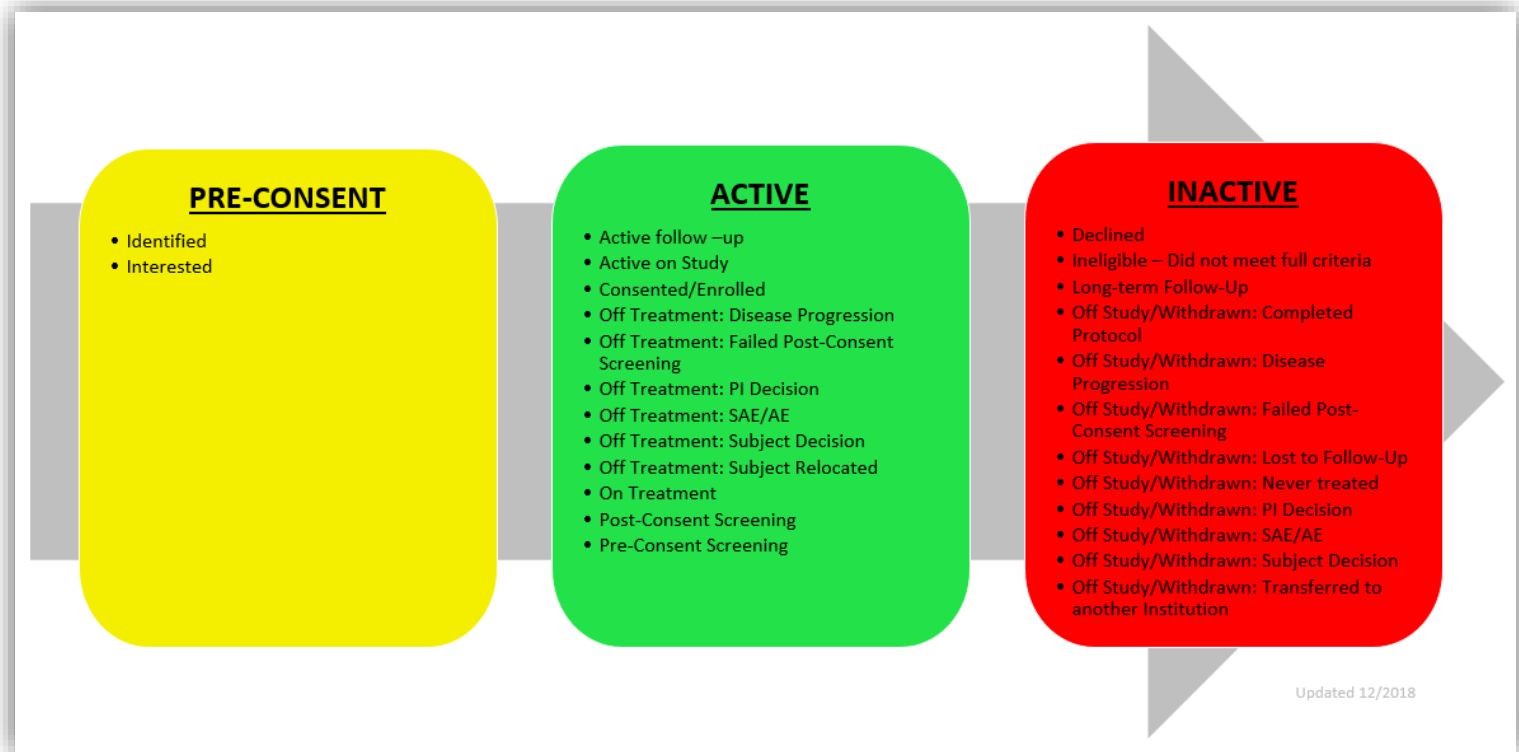 PRE-CONSENT
• Identified
• Interested
ACTIVE
• Active follow –up
• Active on Study
• Consented/Enrolled
• Off Treatment: Disease Progression
• Off Treatment: Failed Post-Consent
Screening
• Off Treatment: PI Decision
• Off Treatment: SAE/AE
• Off Treatment: Subject Decision
• Off Treatment: Subject Relocated
• On Treatment
• Post-Consent Screening
• Pre-Consent Screening
INACTIVE
• Declined
• Ineligible – Did not meet full criteria
• Long-term Follow-Up
• Off Study/Withdrawn: Completed
Protocol
• Off Study/Withdrawn: Disease
Progression
• Off Study/Withdrawn: Failed Post-
Consent Screening
• Off Study/Withdrawn: Lost to Follow-Up
• Off Study/Withdrawn: Never treated
• Off Study/Withdrawn: PI Decision
• Off Study/Withdrawn: SAE/AE
• Off Study/Withdrawn: Subject Decision
• Off Study/Withdrawn: Transferred to
another Institution
Updated 12/2018